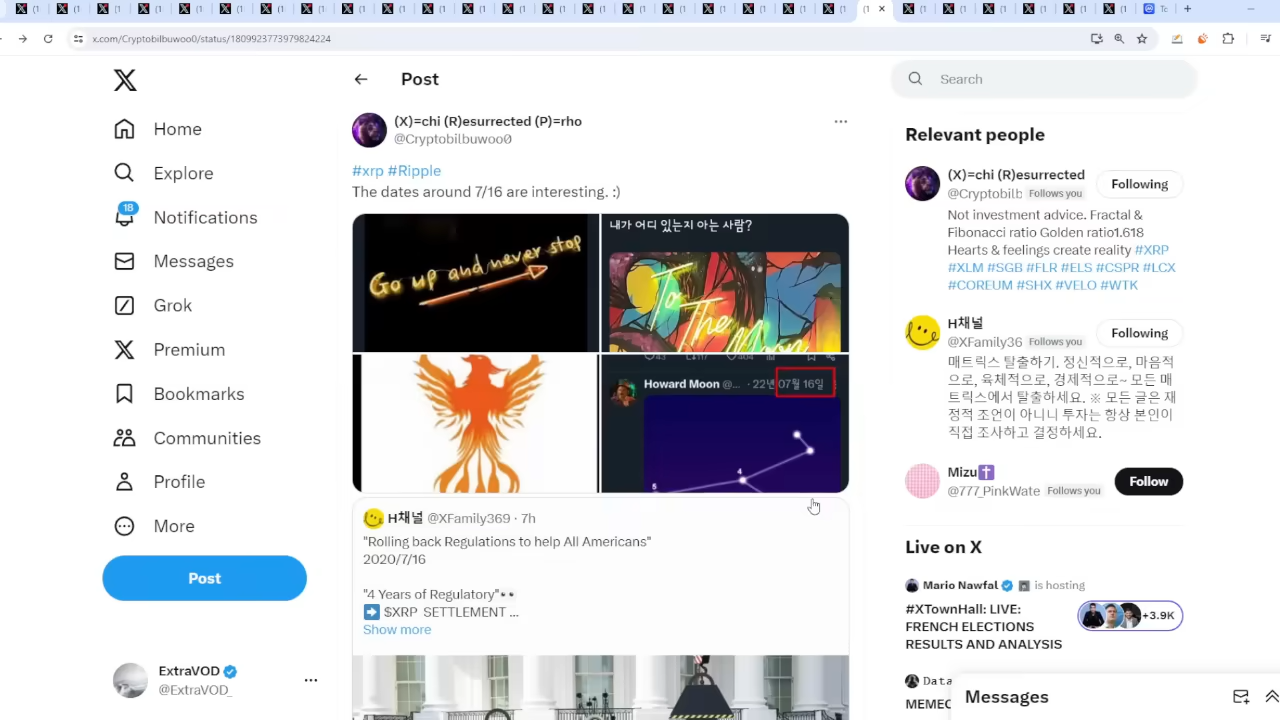 x.com/Cryptobilbuwoo0/status/1809923773979824224
Home
Explore
18
Notifications
Messages
Grok
Premium
Bookmarks
Communities
Profile
More
Post
ExtraVOD
@ExtraVOD_
Post
(X)=chi (R)esurrected (P)=rho
@Cryptobilbuwoo0
#xrp #Ripple
The dates around 7/16 are interesting. :)
Go up and never stop
내가 어디 있는지 아는 사람?
To
The
Moon
Howard Moon @... · 22년 07월 16일
4
5
H채널 @XFamily369 · 7h
"Rolling back Regulations to help All Americans"
2020/7/16
"4 Years of Regulatory"👀
➡ $XRP SETTLEMENT ...
Show more
Search
Relevant people
(X)=chi (R)esurrected
@Cryptobilb Follows you
Following
Not investment advice. Fractal &
Fibonacci ratio Golden ratio1.618
Hearts & feelings create reality #XRP
#XLM #SGB #FLR #ELS #CSPR #LCX
#COREUM #SHX #VELO #WTK
H채널
@XFamily36 Follows you
Following
매트릭스 탈출하기. 정신적으로, 마음적
으로, 육체적으로, 경제적으로~ 모든 매
트릭스에서 탈출하세요. ※ 모든 글은 재
정적 조언이 아니니 투자는 항상 본인이
직접 조사하고 결정하세요.
Mizu✝
@777_PinkWate Follows you
Follow
Live on X
Mario Nawfal is hosting
#XTownHall: LIVE:
FRENCH ELECTIONS
RESULTS AND ANALYSIS
+3.9K
Data
MEMEC
Messages